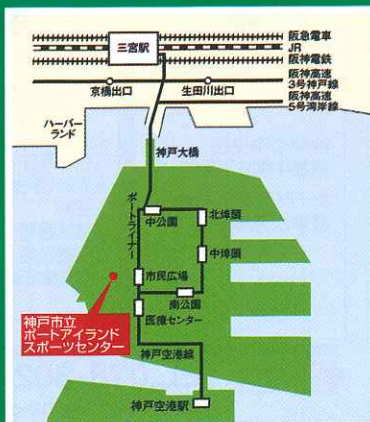 三宮駅
阪急電車
JR
阪神電鉄
阪神高速
3号神戸線
阪神高速
5号湾岸線
京橋出口
生田川出口
ハーバー
ランド
神戸大橋
ポートライナー
中公園
北埠頭
中埠頭
市民広場
南公園
医療センター
神戸市立
ポートアイランド
スポーツセンター
神戸空港線
神戸空港駅